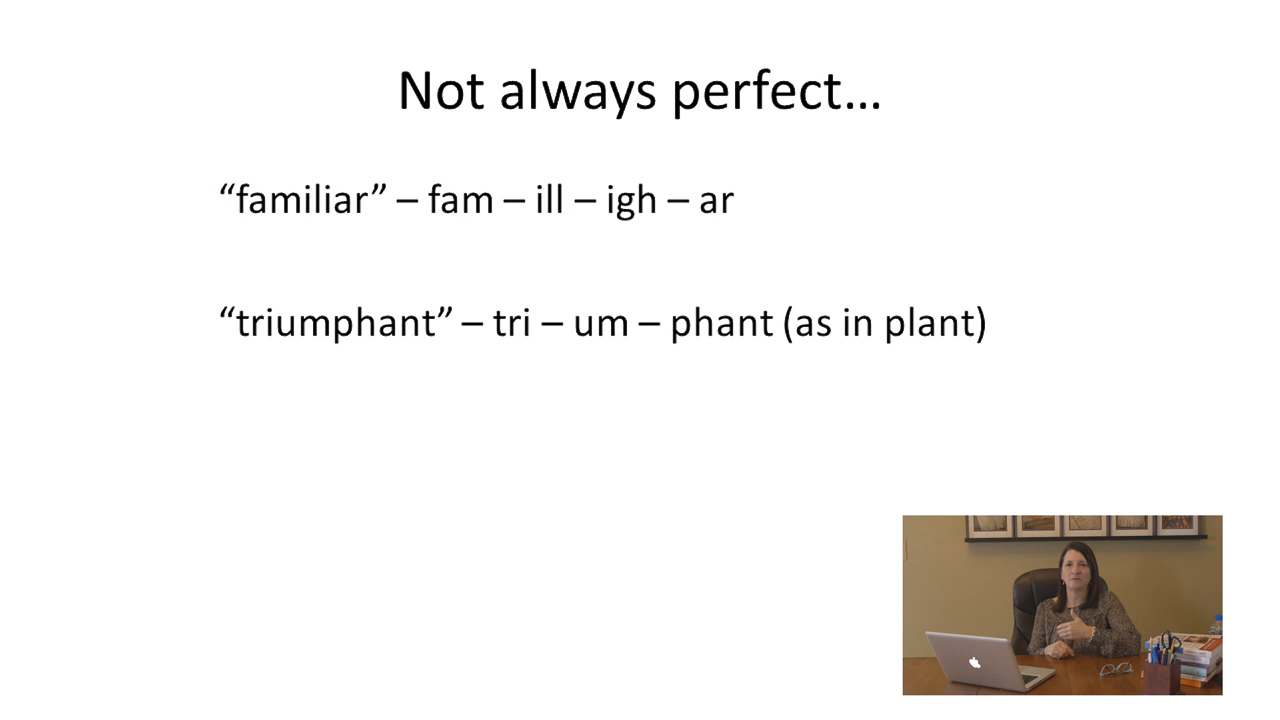 Not always perfect…
“familiar” – fam – ill – igh – ar
“triumphant” – tri – um – phant (as in plant)